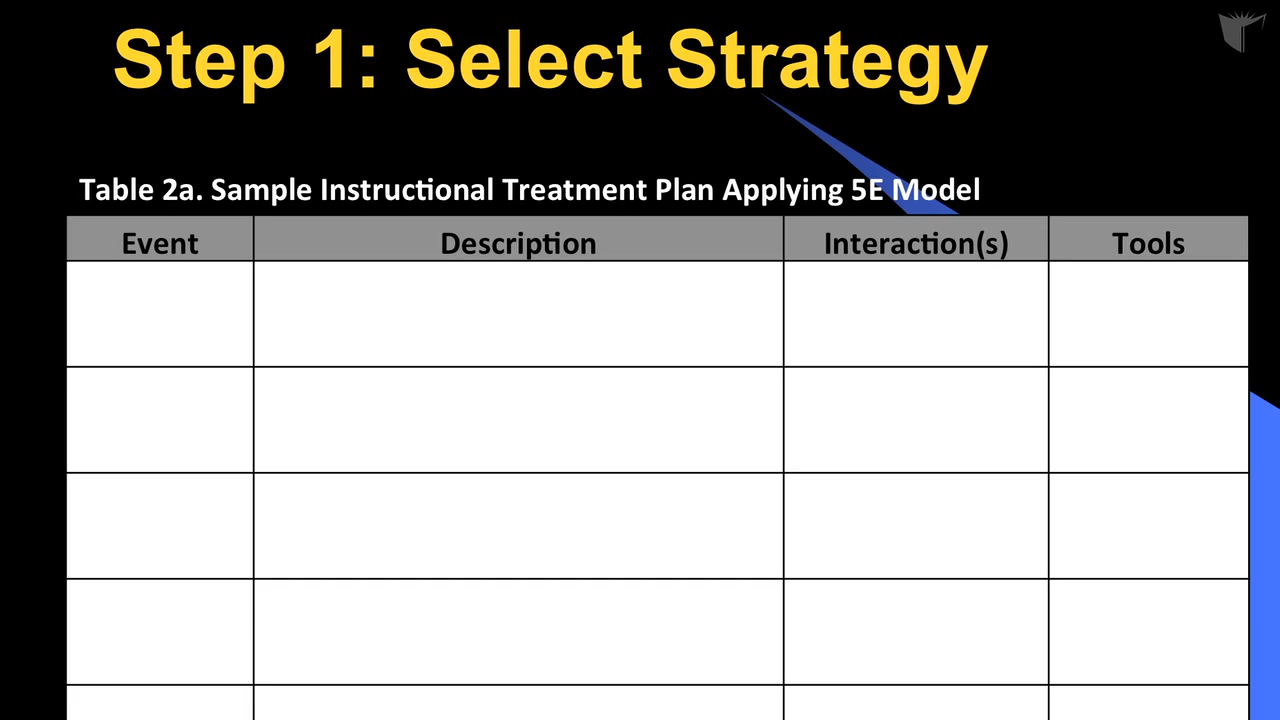 Step 1: Select Strategy
Table 2a. Sample Instructional Treatment Plan Applying 5E Model
Event Description Interaction(s) Tools